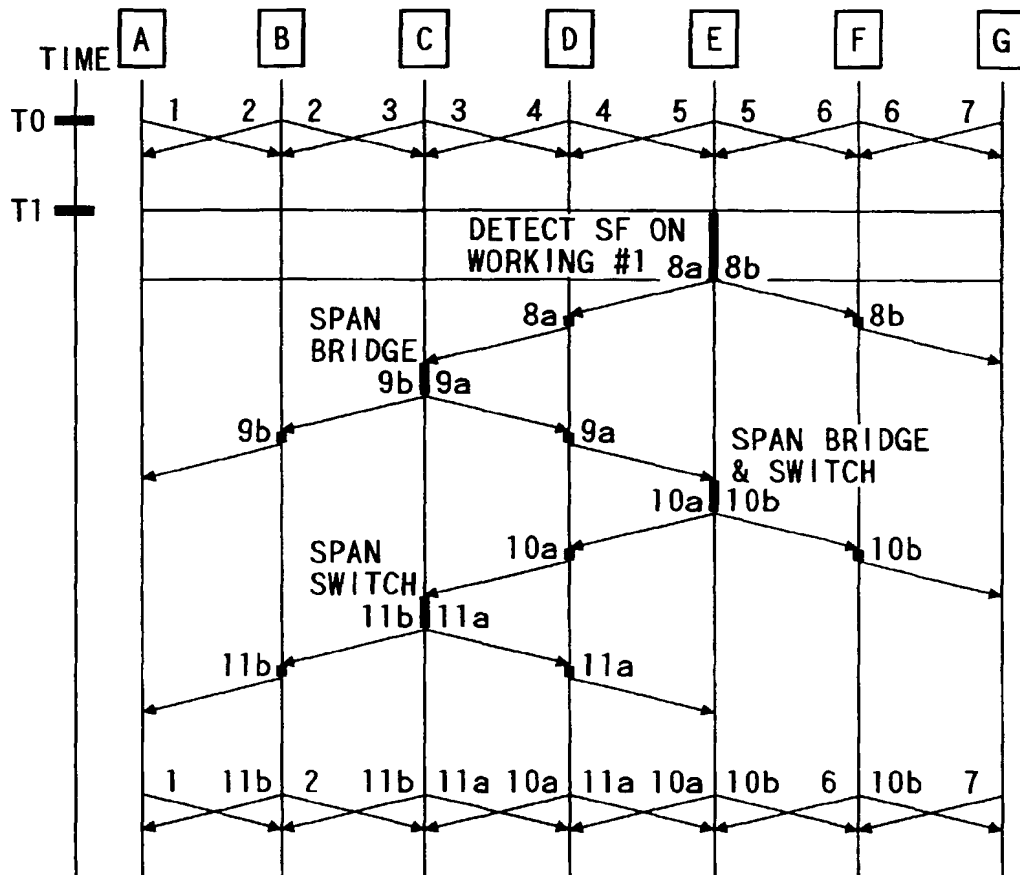 A B C D E F G
TIME
T0 1 2 2 3 3 4 4 5 5 6 6 7
T1
DETECT SF ON
WORKING #1 8a 8b
8a 8b
SPAN
BRIDGE
9b 9a
9b 9a
SPAN BRIDGE
& SWITCH
10a 10b
10a 10b
SPAN
SWITCH
11b 11a
11b 11a
1 11b 2 11b 11a 10a 11a 10a 10b 6 10b 7